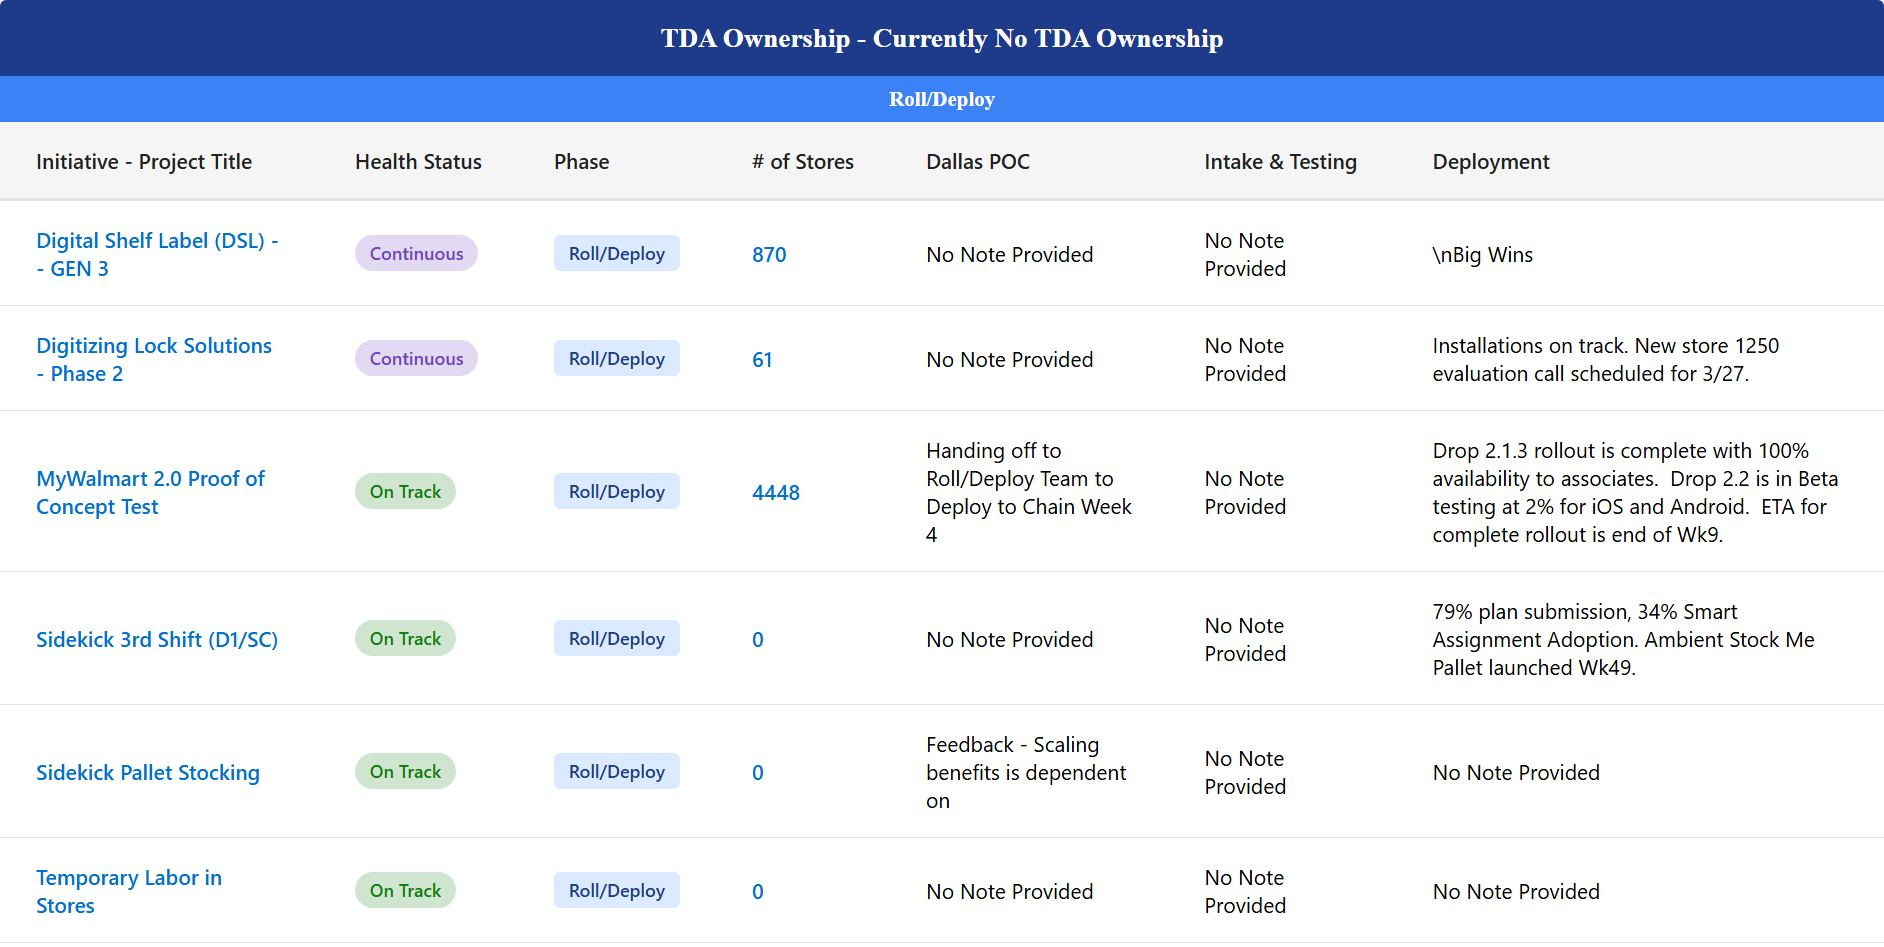 TDA Ownership - Currently No TDA Ownership
Roll/Deploy
Initiative - Project Title
Health Status
Phase
# of Stores
Dallas POC
Intake & Testing
Deployment
Digital Shelf Label (DSL) -
- GEN 3
Continuous
Roll/Deploy
870
No Note Provided
No Note
Provided
\nBig Wins
Digitizing Lock Solutions
- Phase 2
Continuous
Roll/Deploy
61
No Note Provided
No Note
Provided
Installations on track. New store 1250
evaluation call scheduled for 3/27.
MyWalmart 2.0 Proof of
Concept Test
On Track
Roll/Deploy
4448
Handing off to
Roll/Deploy Team to
Deploy to Chain Week
4
No Note
Provided
Drop 2.1.3 rollout is complete with 100%
availability to associates.  Drop 2.2 is in Beta
testing at 2% for iOS and Android.  ETA for
complete rollout is end of Wk9.
Sidekick 3rd Shift (D1/SC)
On Track
Roll/Deploy
0
No Note Provided
No Note
Provided
79% plan submission, 34% Smart
Assignment Adoption. Ambient Stock Me
Pallet launched Wk49.
Sidekick Pallet Stocking
On Track
Roll/Deploy
0
Feedback - Scaling
benefits is dependent
on
No Note
Provided
No Note Provided
Temporary Labor in
Stores
On Track
Roll/Deploy
0
No Note Provided
No Note
Provided
No Note Provided